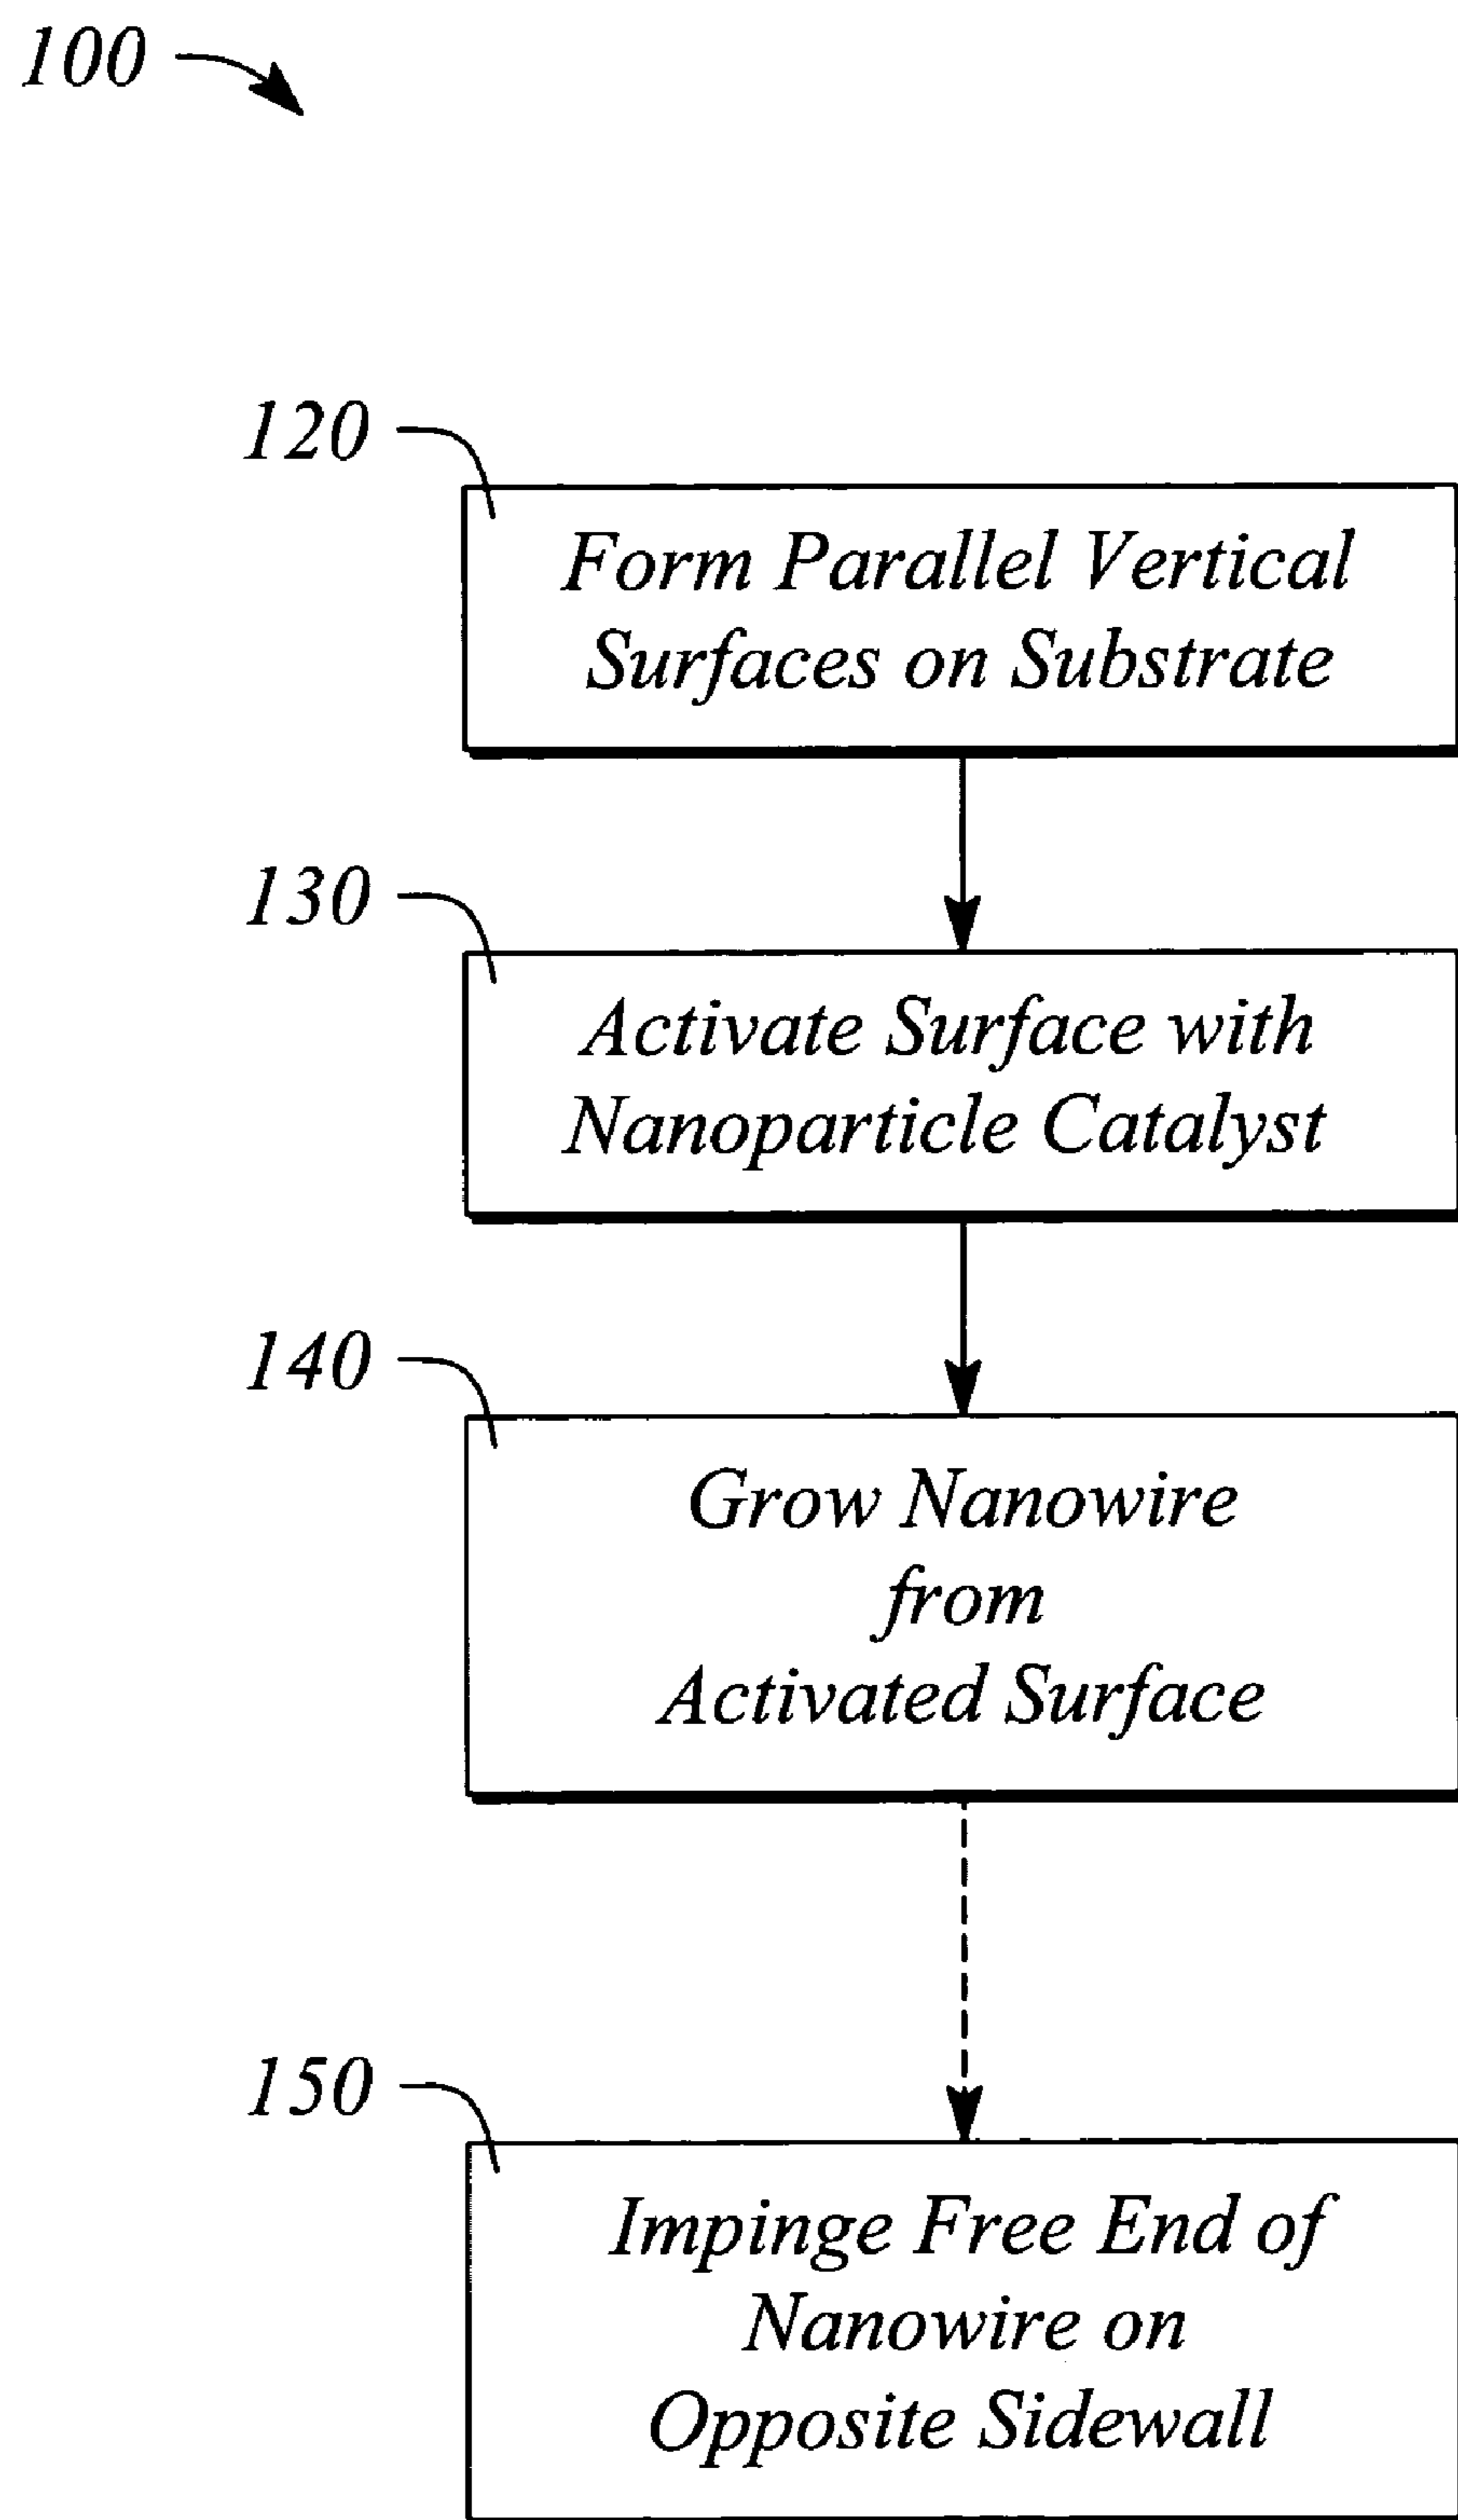 100
120
Form Parallel Vertical
Surfaces on Substrate
130
Activate Surface with
Nanoparticle Catalyst
140
Grow Nanowire
from
Activated Surface
150
Impinge Free End of
Nanowire on
Opposite Sidewall